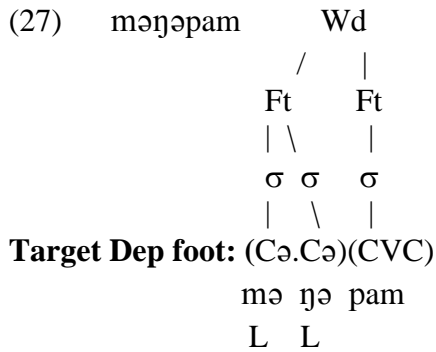 (27) məŋəpam Wd
/ |
Ft Ft
| \ |
σ σ σ
| \ |
Target Dep foot: (Cə.Cə)(CVC)
mə ŋə pam
L L